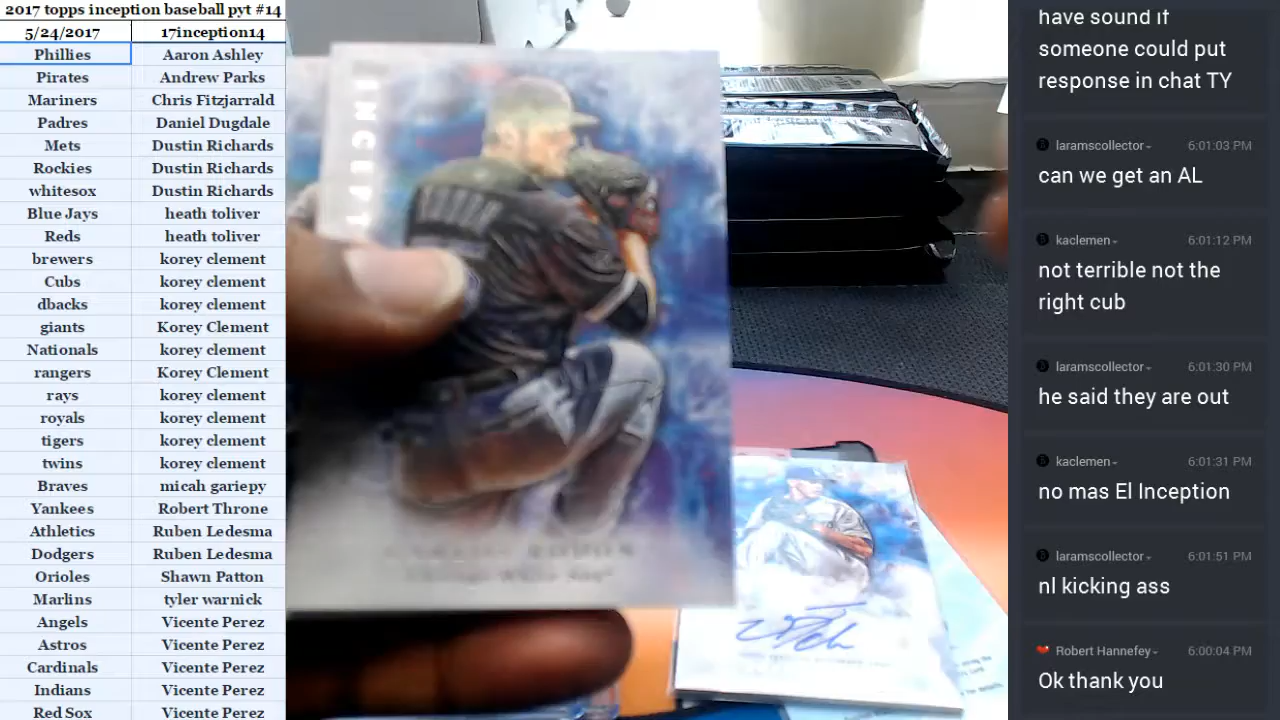 2017 topps inception baseball pyt #14
5/24/2017 17inception14
Phillies Aaron Ashley
Pirates Andrew Parks
Mariners Chris Fitzjarrald
Padres Daniel Dugdale
Mets Dustin Richards
Rockies Dustin Richards
whitesox Dustin Richards
Blue Jays heath toliver
Reds heath toliver
brewers korey clement
Cubs korey clement
dbacks korey clement
giants Korey Clement
Nationals korey clement
rangers Korey Clement
rays korey clement
royals korey clement
tigers korey clement
twins korey clement
Braves micah gariepy
Yankees Robert Throne
Athletics Ruben Ledesma
Dodgers Ruben Ledesma
Orioles Shawn Patton
Marlins tyler warnick
Angels Vicente Perez
Astros Vicente Perez
Cardinals Vicente Perez
Indians Vicente Perez
Red Sox Vicente Perez
INCEPT
have sound if
someone could put
response in chat TY
laramscollector 6:01:03 PM
can we get an AL
kaclemen 6:01:12 PM
not terrible not the
right cub
laramscollector 6:01:30 PM
he said they are out
kaclemen 6:01:31 PM
no mas El Inception
laramscollector 6:01:51 PM
nl kicking ass
Robert Hannefey 6:00:04 PM
Ok thank you